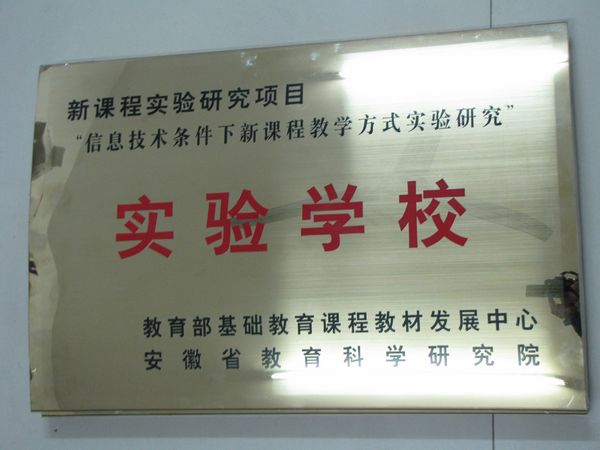 新课程实验研究项目
“信息技术条件下新课程教学方式实验研究”
实验学校
教育部基础教育课程教材发展中心
安徽省教育科学研究院